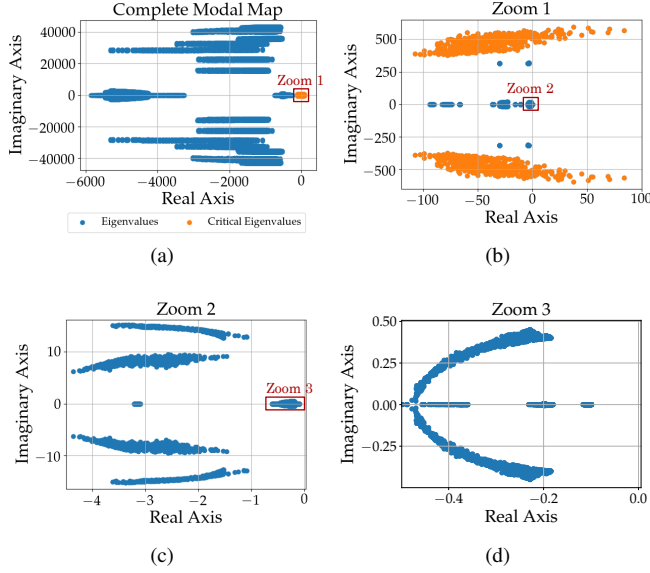 Complete Modal Map
Imaginary Axis
40000
20000
0
−20000
−40000
Zoom 1
−6000
−4000
−2000
0
Real Axis
Eigenvalues
Critical Eigenvalues
(a)
Zoom 1
Imaginary Axis
500
250
0
−250
−500
Zoom 2
−100
−50
0
50
100
Real Axis
(b)
Zoom 2
Imaginary Axis
10
0
−10
Zoom 3
−4
−3
−2
−1
0
Real Axis
(c)
Zoom 3
Imaginary Axis
0.50
0.25
0.00
−0.25
−0.4
−0.2
0.0
Real Axis
(d)